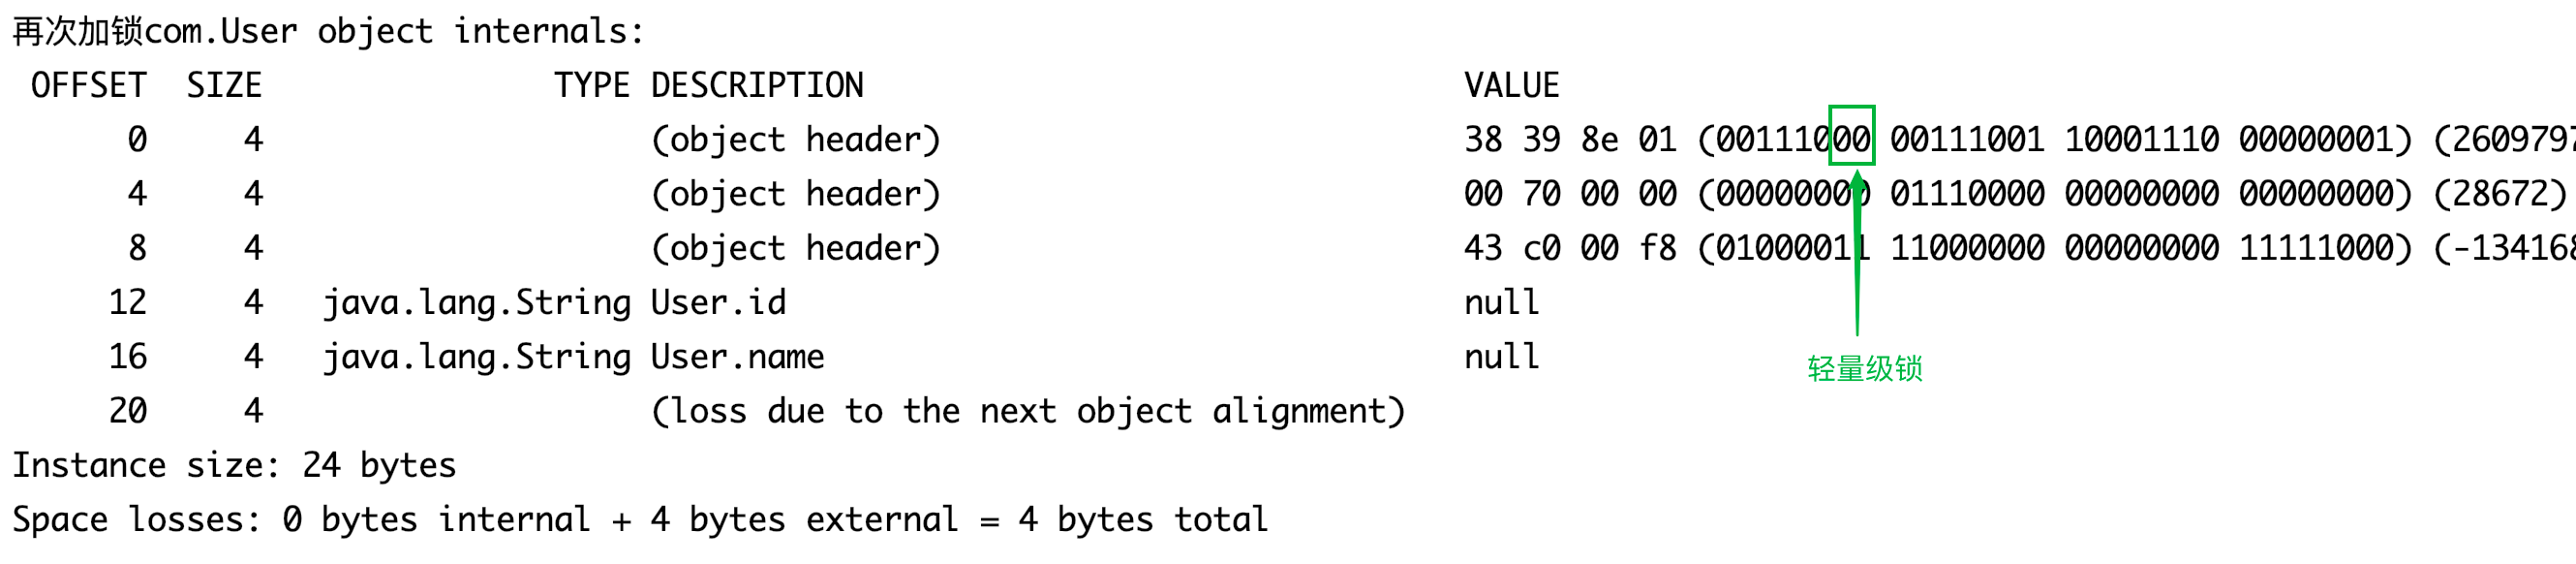 再次加锁com.User object internals:
OFFSET  SIZE               TYPE DESCRIPTION                               VALUE
0     4                    (object header)                           38 39 8e 01 (00111000 00111001 10001110 00000001) (2609797
4     4                    (object header)                           00 70 00 00 (00000000 01110000 00000000 00000000) (28672)
8     4                    (object header)                           43 c0 00 f8 (01000011 11000000 00000000 11111000) (-134168
12     4   java.lang.String User.id                                   null
16     4   java.lang.String User.name                                 null
轻量级锁
20     4                    (loss due to the next object alignment)
Instance size: 24 bytes
Space losses: 0 bytes internal + 4 bytes external = 4 bytes total